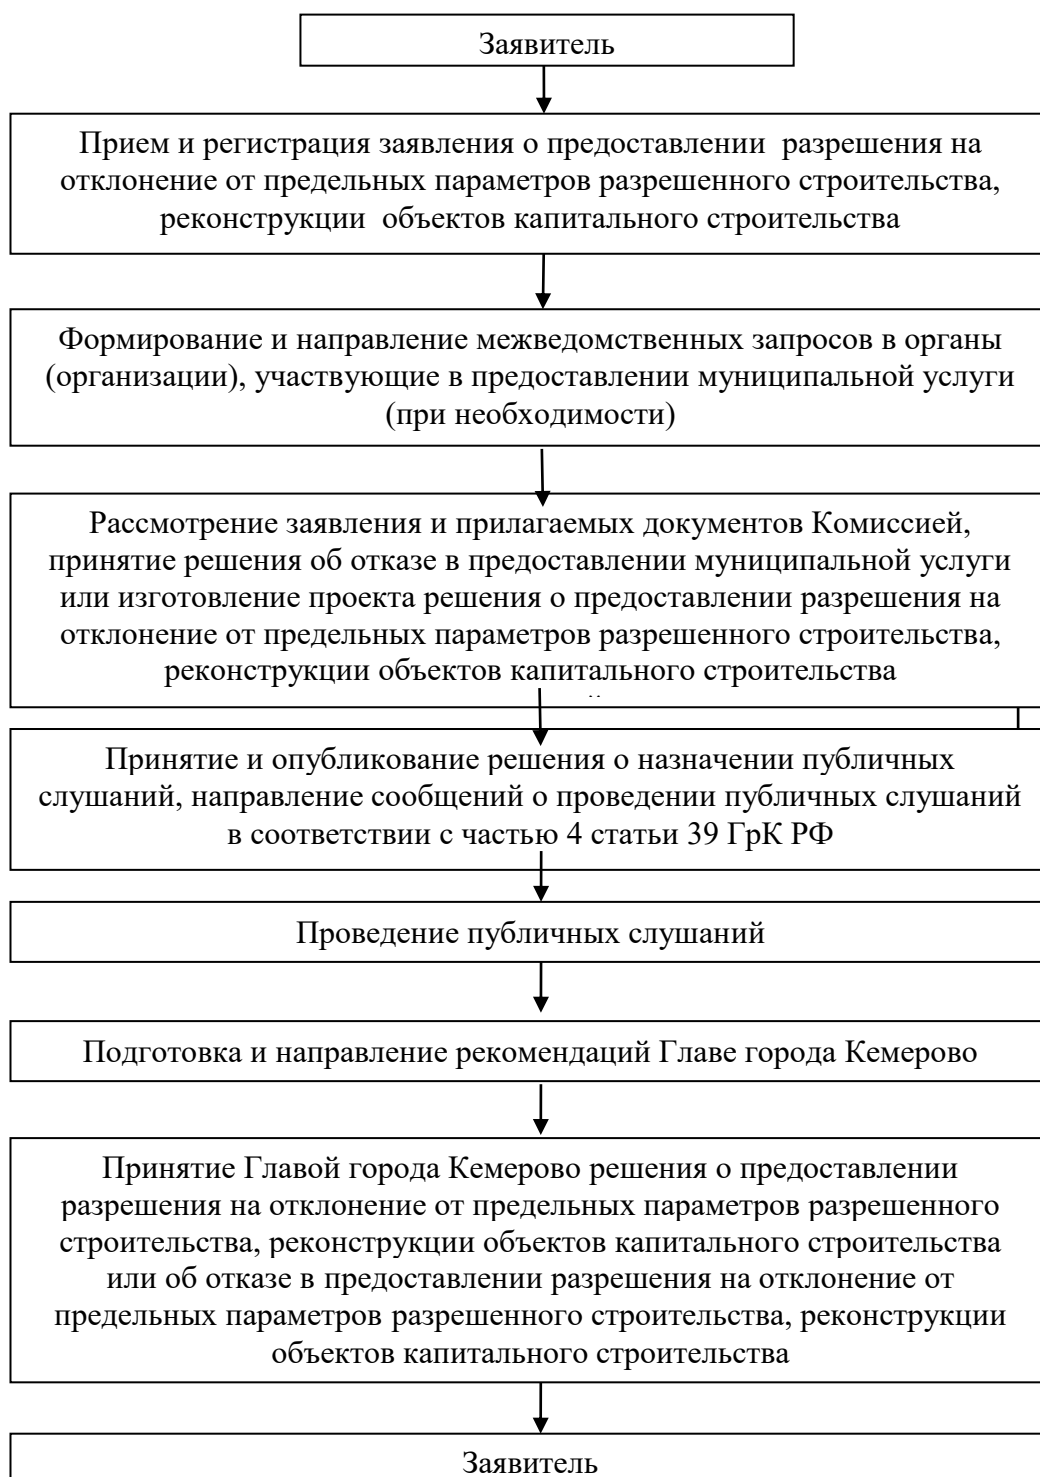 Заявитель
Прием и регистрация заявления о предоставлении разрешения на
отклонение от предельных параметров разрешенного строительства,
реконструкции объектов капитального строительства
Формирование и направление межведомственных запросов в органы
(организации), участвующие в предоставлении муниципальной услуги
(при необходимости)
Рассмотрение заявления и прилагаемых документов Комиссией,
принятие решения об отказе в предоставлении муниципальной услуги
или изготовление проекта решения о предоставлении разрешения на
отклонение от предельных параметров разрешенного строительства,
реконструкции объектов капитального строительства
Принятие и опубликование решения о назначении публичных
слушаний, направление сообщений о проведении публичных слушаний
в соответствии с частью 4 статьи 39 ГрК РФ
Проведение публичных слушаний
Подготовка и направление рекомендаций Главе города Кемерово
Принятие Главой города Кемерово решения о предоставлении
разрешения на отклонение от предельных параметров разрешенного
строительства, реконструкции объектов капитального строительства
или об отказе в предоставлении разрешения на отклонение от
предельных параметров разрешенного строительства, реконструкции
объектов капитального строительства
Заявитель